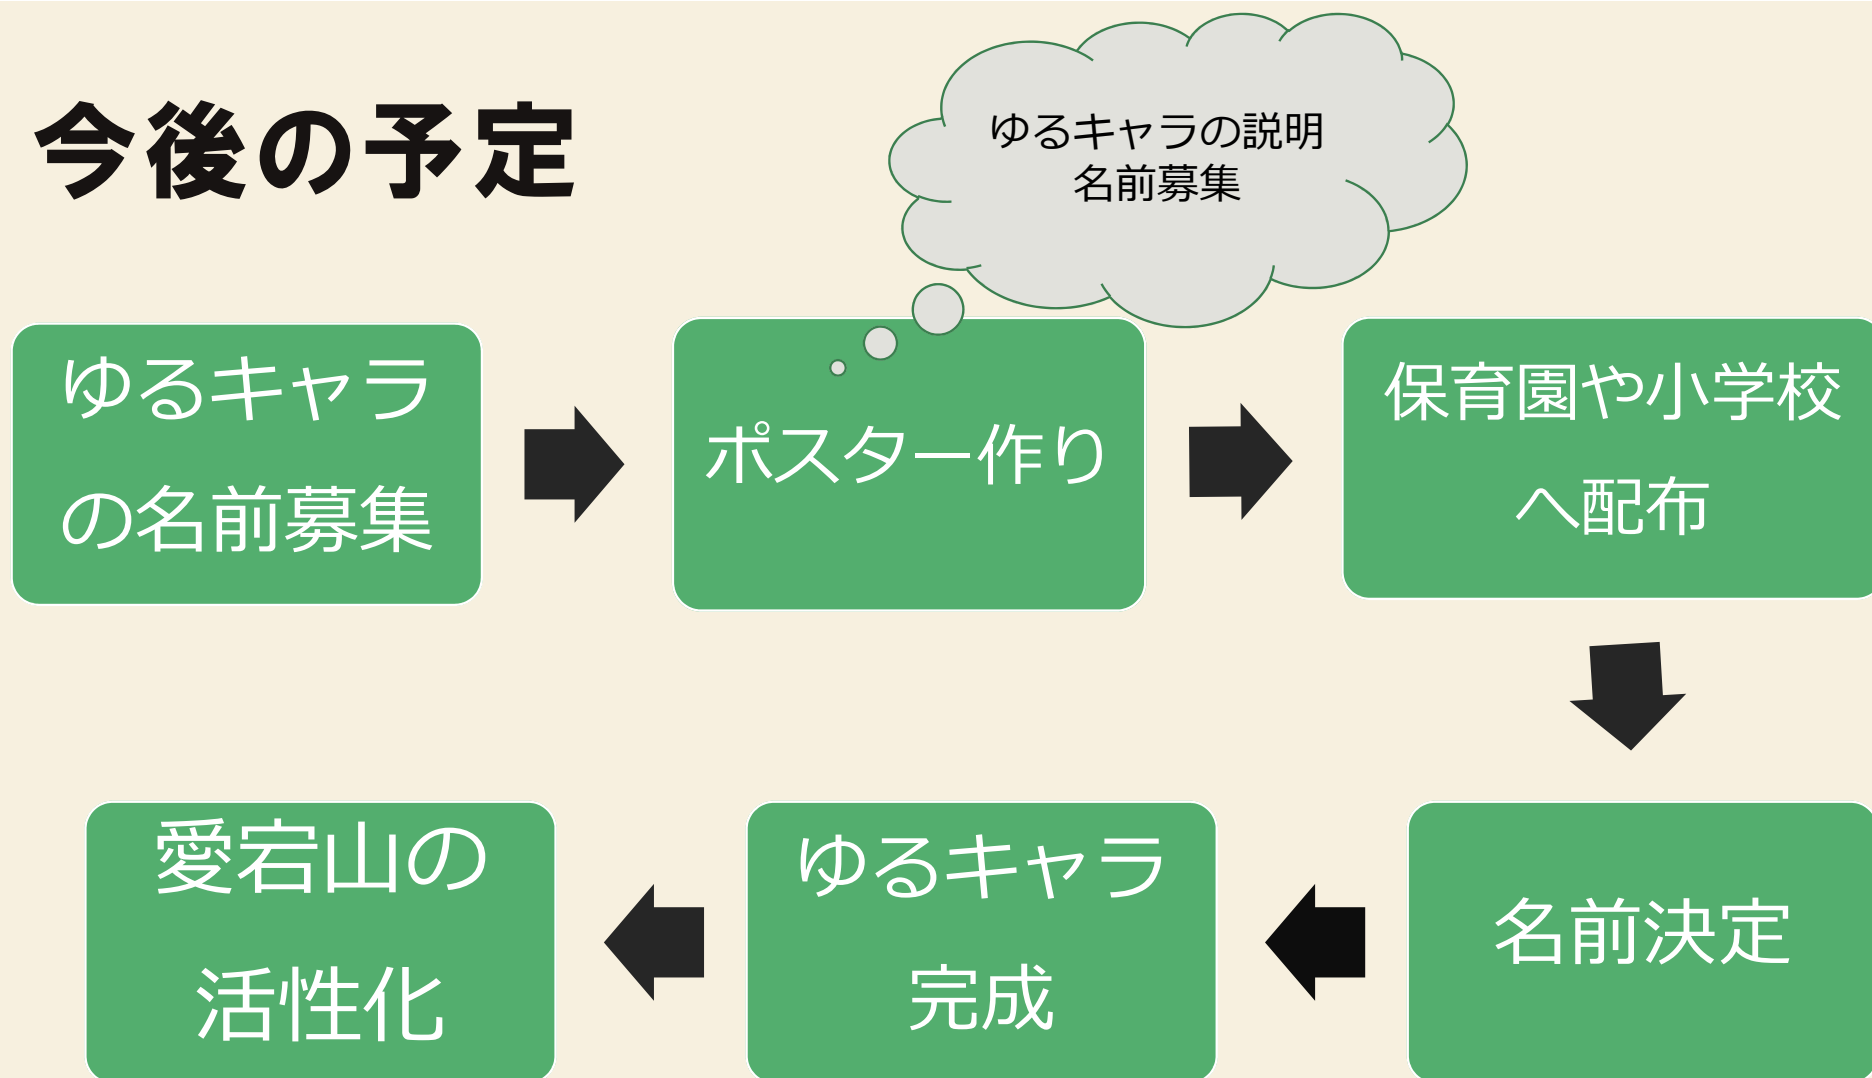 今後の予定
ゆるキャラの説明
名前募集
ゆるキャラ
の名前募集
ポスター作り
保育園や小学校
へ配布
名前決定
ゆるキャラ
完成
愛宕山の
活性化